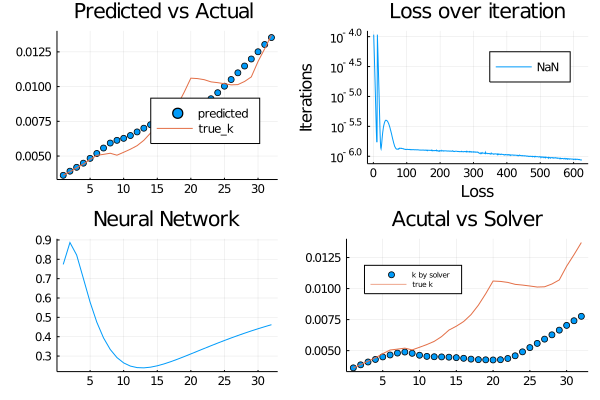 Predicted vs Actual
0.0125
0.0100
0.0075
0.0050
predicted
true_k
5 10 15 20 25 30
Loss over iteration
Iterations
10^-4.0
10^-4.5
10^-5.0
10^-5.5
10^-6.0
NaN
0 100 200 300 400 500 600
Loss
Neural Network
0.9
0.8
0.7
0.6
0.5
0.4
0.3
5 10 15 20 25 30
Acutal vs Solver
0.0125
0.0100
0.0075
0.0050
k by solver
true k
5 10 15 20 25 30